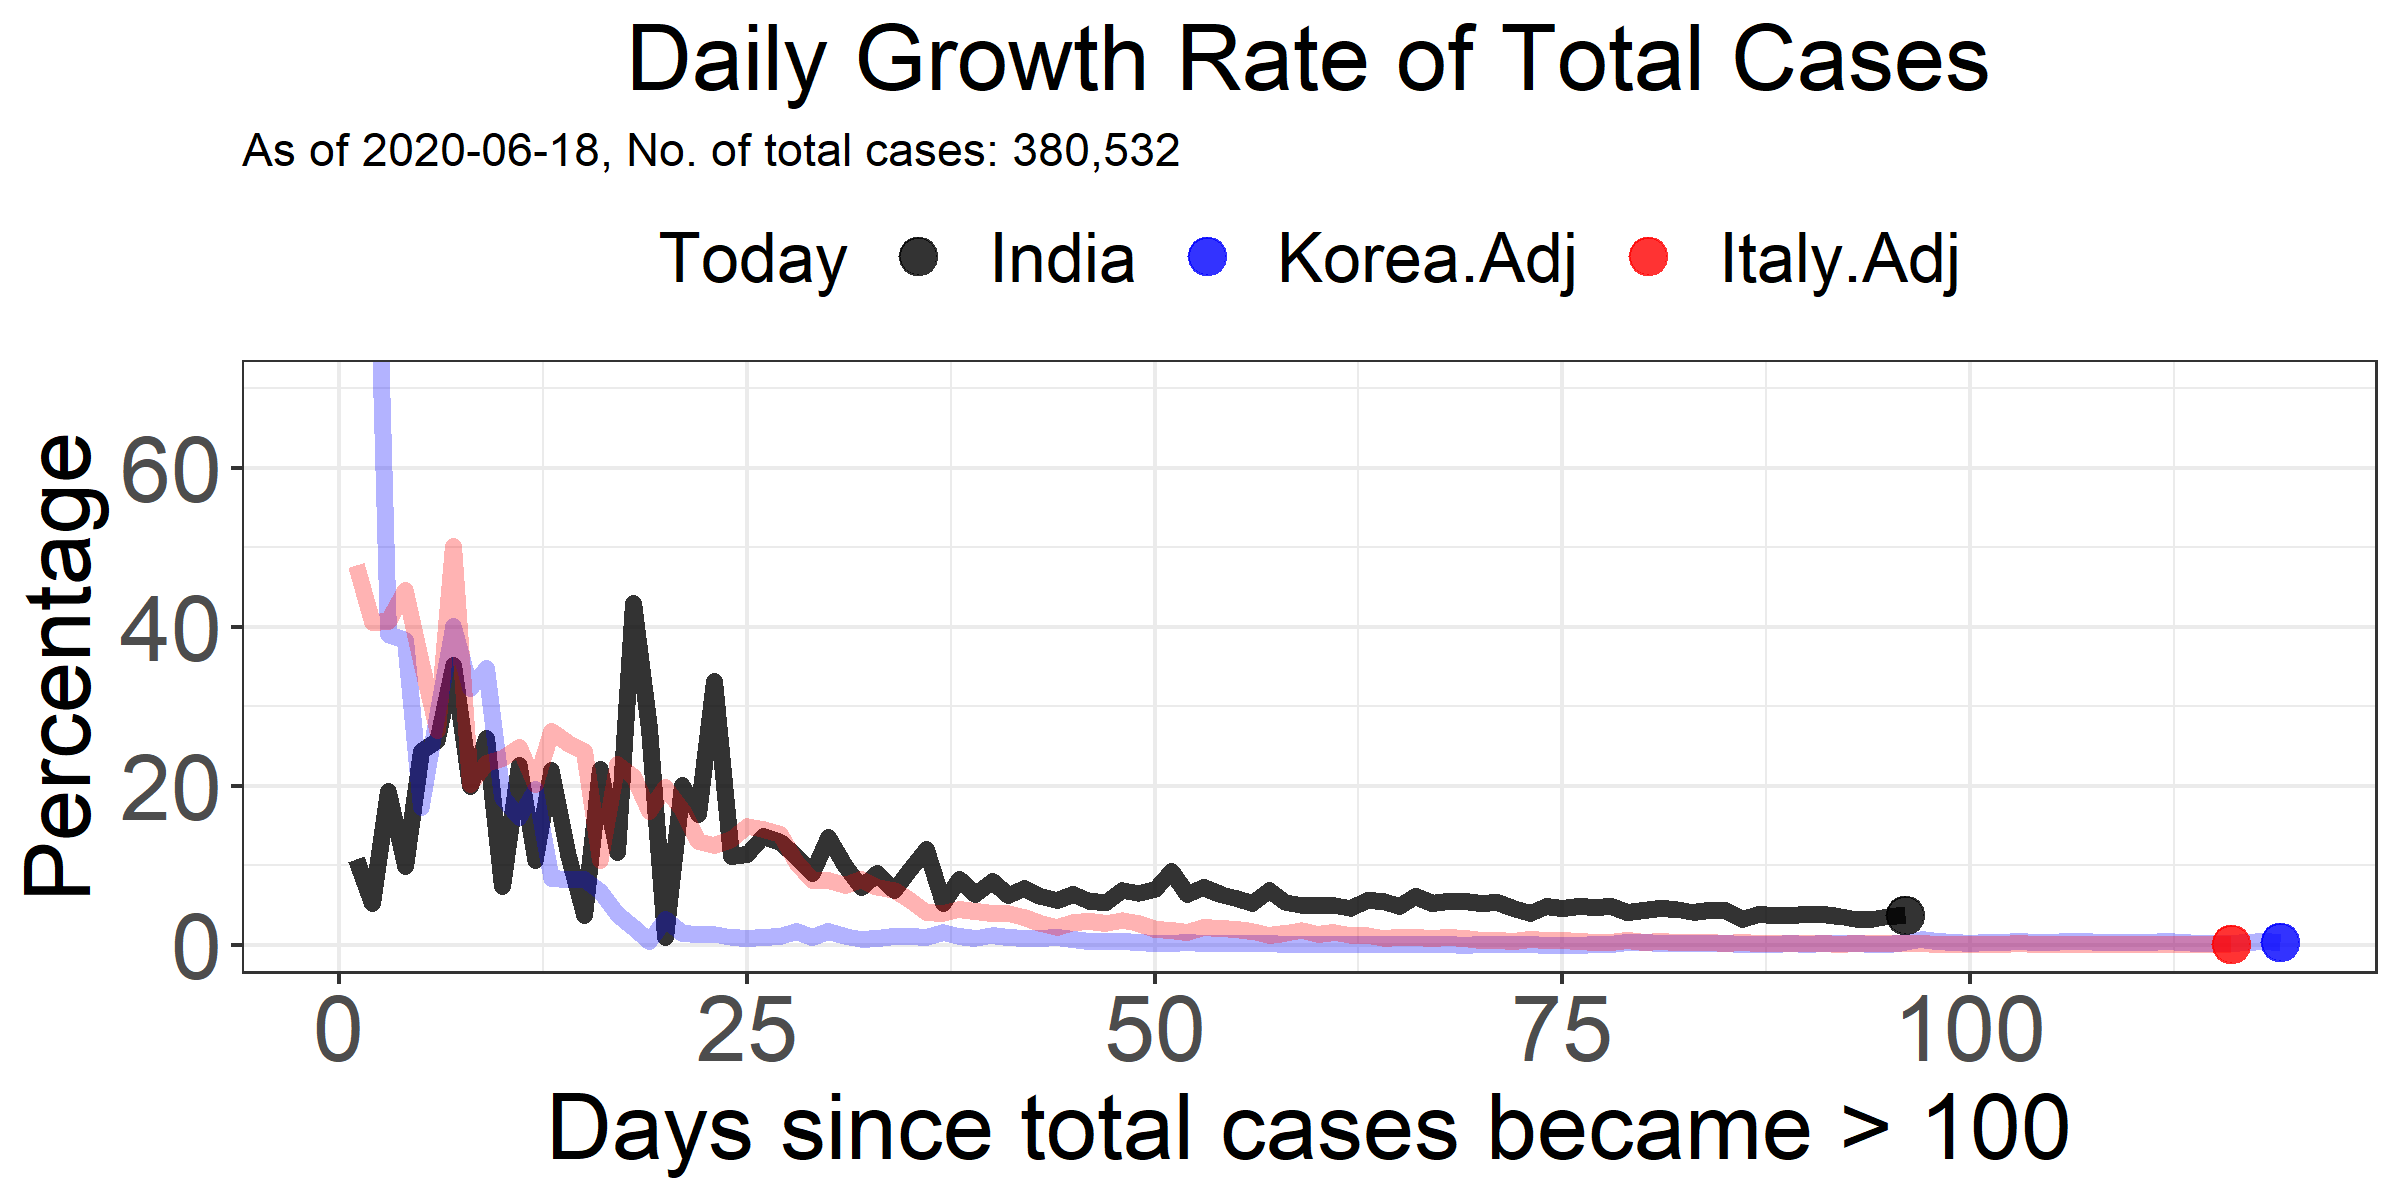 Daily Growth Rate of Total Cases
As of 2020-06-18, No. of total cases: 380,532
Today India Korea.Adj Italy.Adj
Percentage
60
40
20
0
0 25 50 75 100
Days since total cases became > 100